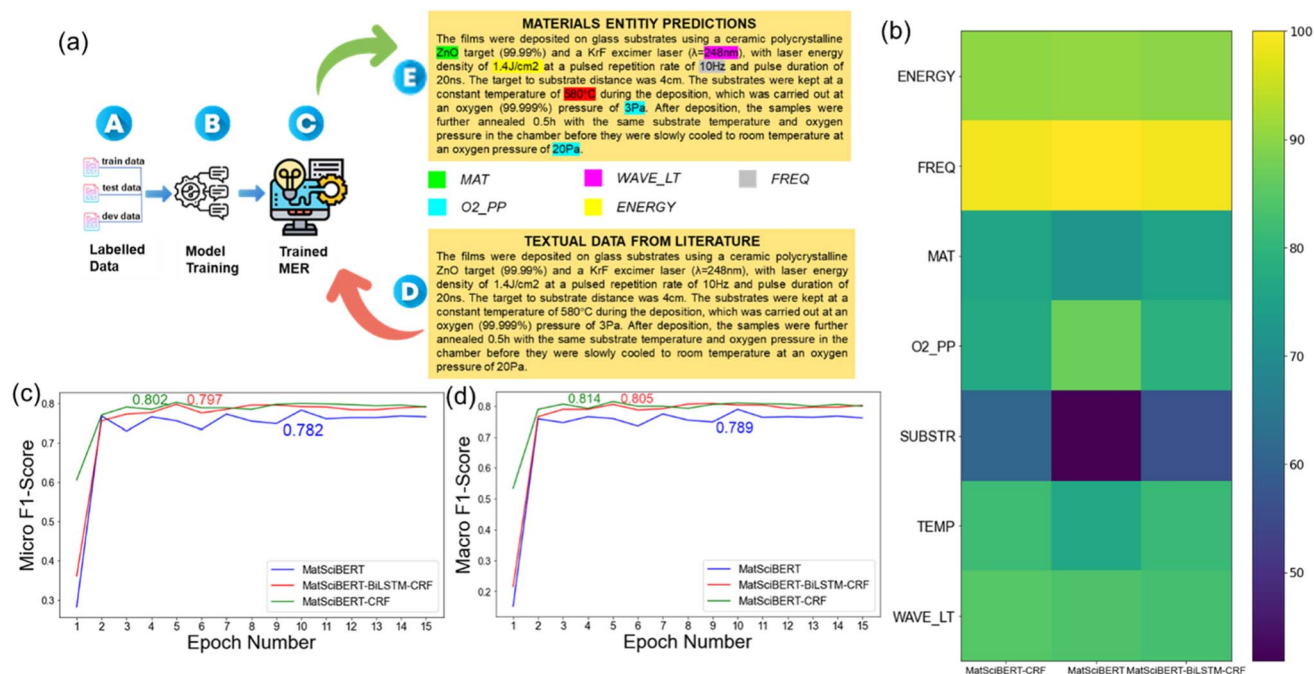 (a)
A
B
C
train data
test data
dev data
Labelled
Data
Model
Training
Trained
MER
E
MATERIALS ENTITIY PREDICTIONS
The films were deposited on glass substrates using a ceramic polycrystalline
ZnO target (99.99%) and a KrF excimer laser (λ=248nm), with laser energy
density of 1.4J/cm2 at a pulsed repetition rate of 10Hz and pulse duration of
20ns. The target to substrate distance was 4cm. The substrates were kept at a
constant temperature of 580°C during the deposition, which was carried out at
an oxygen (99.999%) pressure of 3Pa. After deposition, the samples were
further annealed 0.5h with the same substrate temperature and oxygen
pressure in the chamber before they were slowly cooled to room temperature at
an oxygen pressure of 20Pa.
MAT
WAVE_LT
FREQ
O2_PP
ENERGY
D
TEXTUAL DATA FROM LITERATURE
The films were deposited on glass substrates using a ceramic polycrystalline
ZnO target (99.99%) and a KrF excimer laser (λ=248nm), with laser energy
density of 1.4J/cm2 at a pulsed repetition rate of 10Hz and pulse duration of
20ns. The target to substrate distance was 4cm. The substrates were kept at a
constant temperature of 580°C during the deposition, which was carried out at an
oxygen (99.999%) pressure of 3Pa. After deposition, the samples were further
annealed 0.5h with the same substrate temperature and oxygen pressure in the
chamber before they were slowly cooled to room temperature at an oxygen
pressure of 20Pa.
(b)
ENERGY
FREQ
MAT
O2_PP
SUBSTR
TEMP
WAVE_LT
MatSciBERT-CRF
MatSciBERT
MatSciBERT-BiLSTM-CRF
100
90
80
70
60
50
(c)
Micro F1-Score
0.8
0.7
0.6
0.5
0.4
0.3
0.802
0.797
0.782
MatSciBERT
MatSciBERT-BiLSTM-CRF
MatSciBERT-CRF
1 2 3 4 5 6 7 8 9 10 11 12 13 14 15
Epoch Number
(d)
Macro F1-Score
0.8
0.7
0.6
0.5
0.4
0.3
0.2
0.814
0.805
0.789
MatSciBERT
MatSciBERT-BiLSTM-CRF
MatSciBERT-CRF
1 2 3 4 5 6 7 8 9 10 11 12 13 14 15
Epoch Number